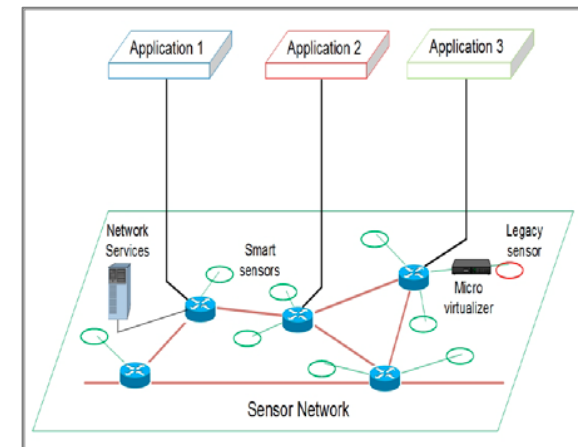 Application 1
Application 2
Application 3
Network
Services
Smart
sensors
Legacy
sensor
Micro
virtualizer
Sensor Network